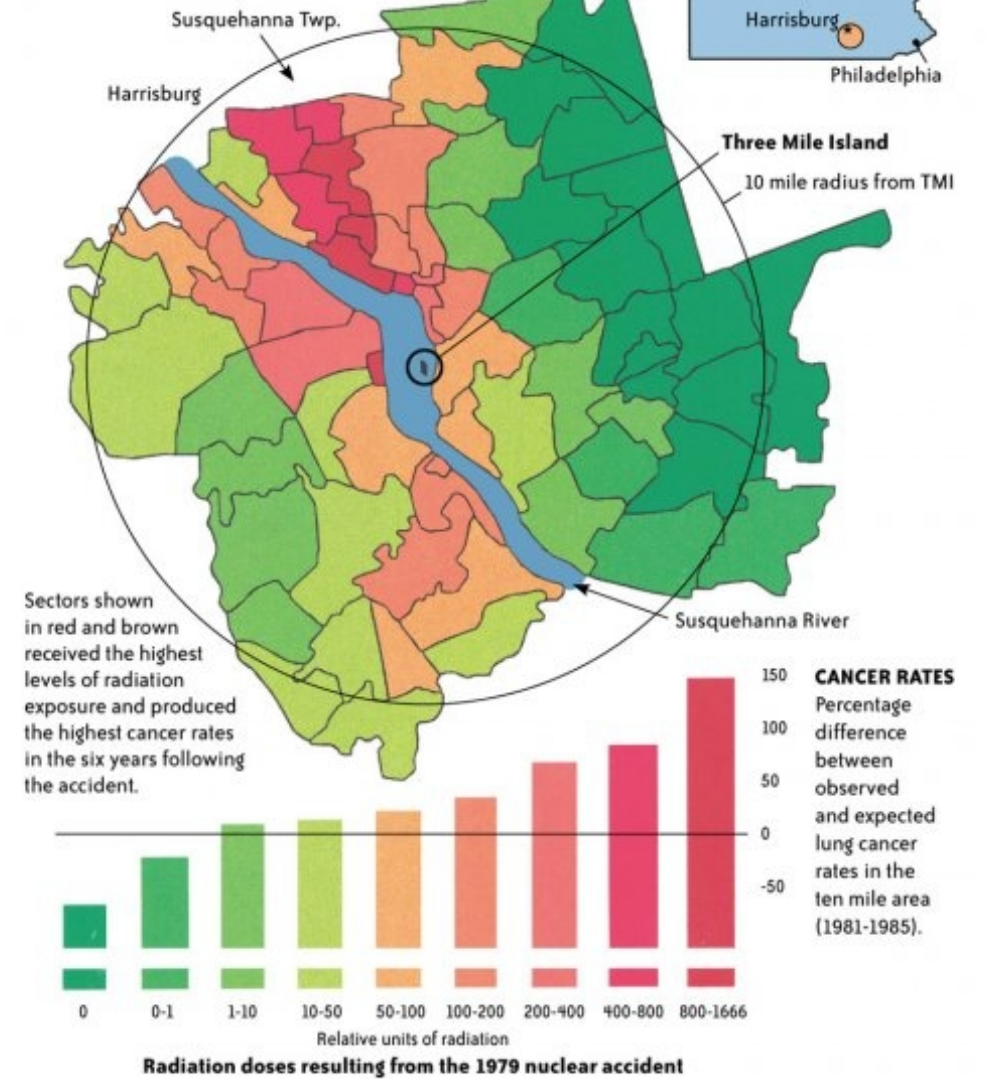 Susquehanna Twp.
Harrisburg
Harrisburg
Philadelphia
Three Mile Island
10 mile radius from TMI
Susquehanna River
Sectors shown
in red and brown
received the highest
levels of radiation
exposure and produced
the highest cancer rates
in the six years following
the accident.
150
100
50
0
-50
CANCER RATES
Percentage
difference
between
observed
and expected
lung cancer
rates in the
ten mile area
(1981-1985).
0 0-1 1-10 10-50 50-100 100-200 200-400 400-800 800-1666
Relative units of radiation
Radiation doses resulting from the 1979 nuclear accident